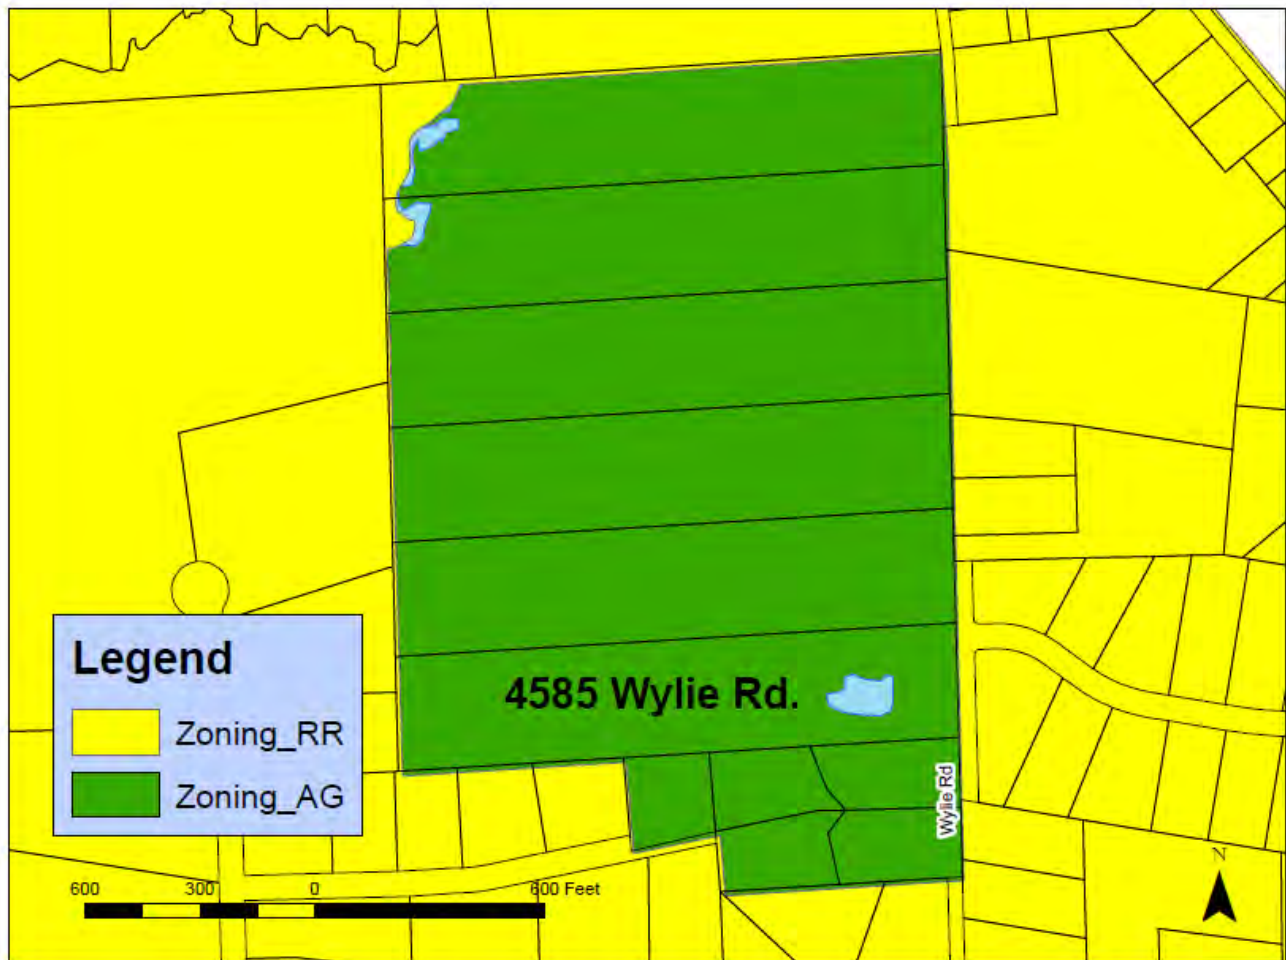 4585 Wylie Rd.
Wylie Rd
Legend
Zoning_RR
Zoning_AG
600 300 0 600 Feet
N